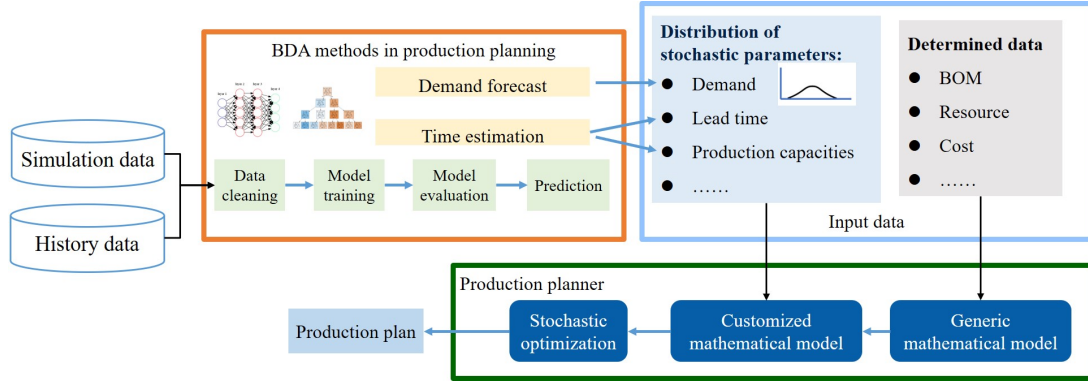 BDA methods in production planning
Demand forecast
Time estimation
Data
cleaning
Model
training
Model
evaluation
Prediction
Simulation data
History data
Distribution of
stochastic parameters:
● Demand
● Lead time
● Production capacities
● ……
Determined data
● BOM
● Resource
● Cost
● ……
Input data
Production planner
Production plan
Stochastic
optimization
Customized
mathematical model
Generic
mathematical model